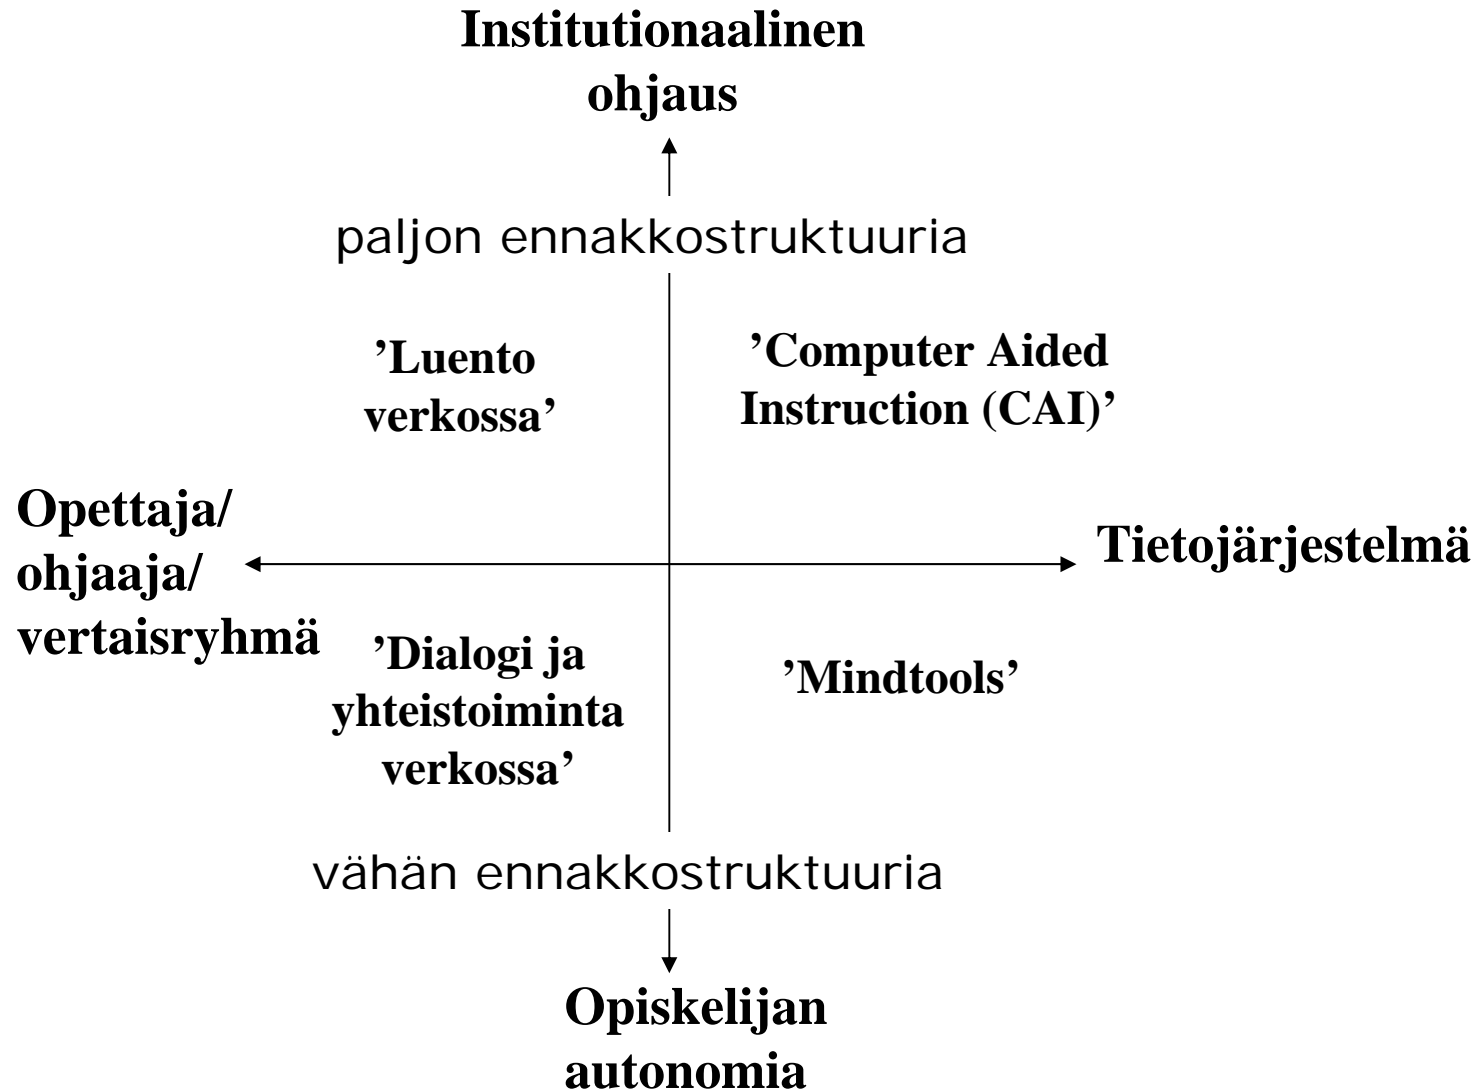 Institutionaalinen
ohjaus
paljon ennakkostruktuuria
’Luento
verkossa’
’Computer Aided
Instruction (CAI)’
Opettaja/
ohjaaja/
vertaisryhmä
Tietojärjestelmä
’Dialogi ja
yhteistoiminta
verkossa’
’Mindtools’
vähän ennakkostruktuuria
Opiskelijan
autonomia